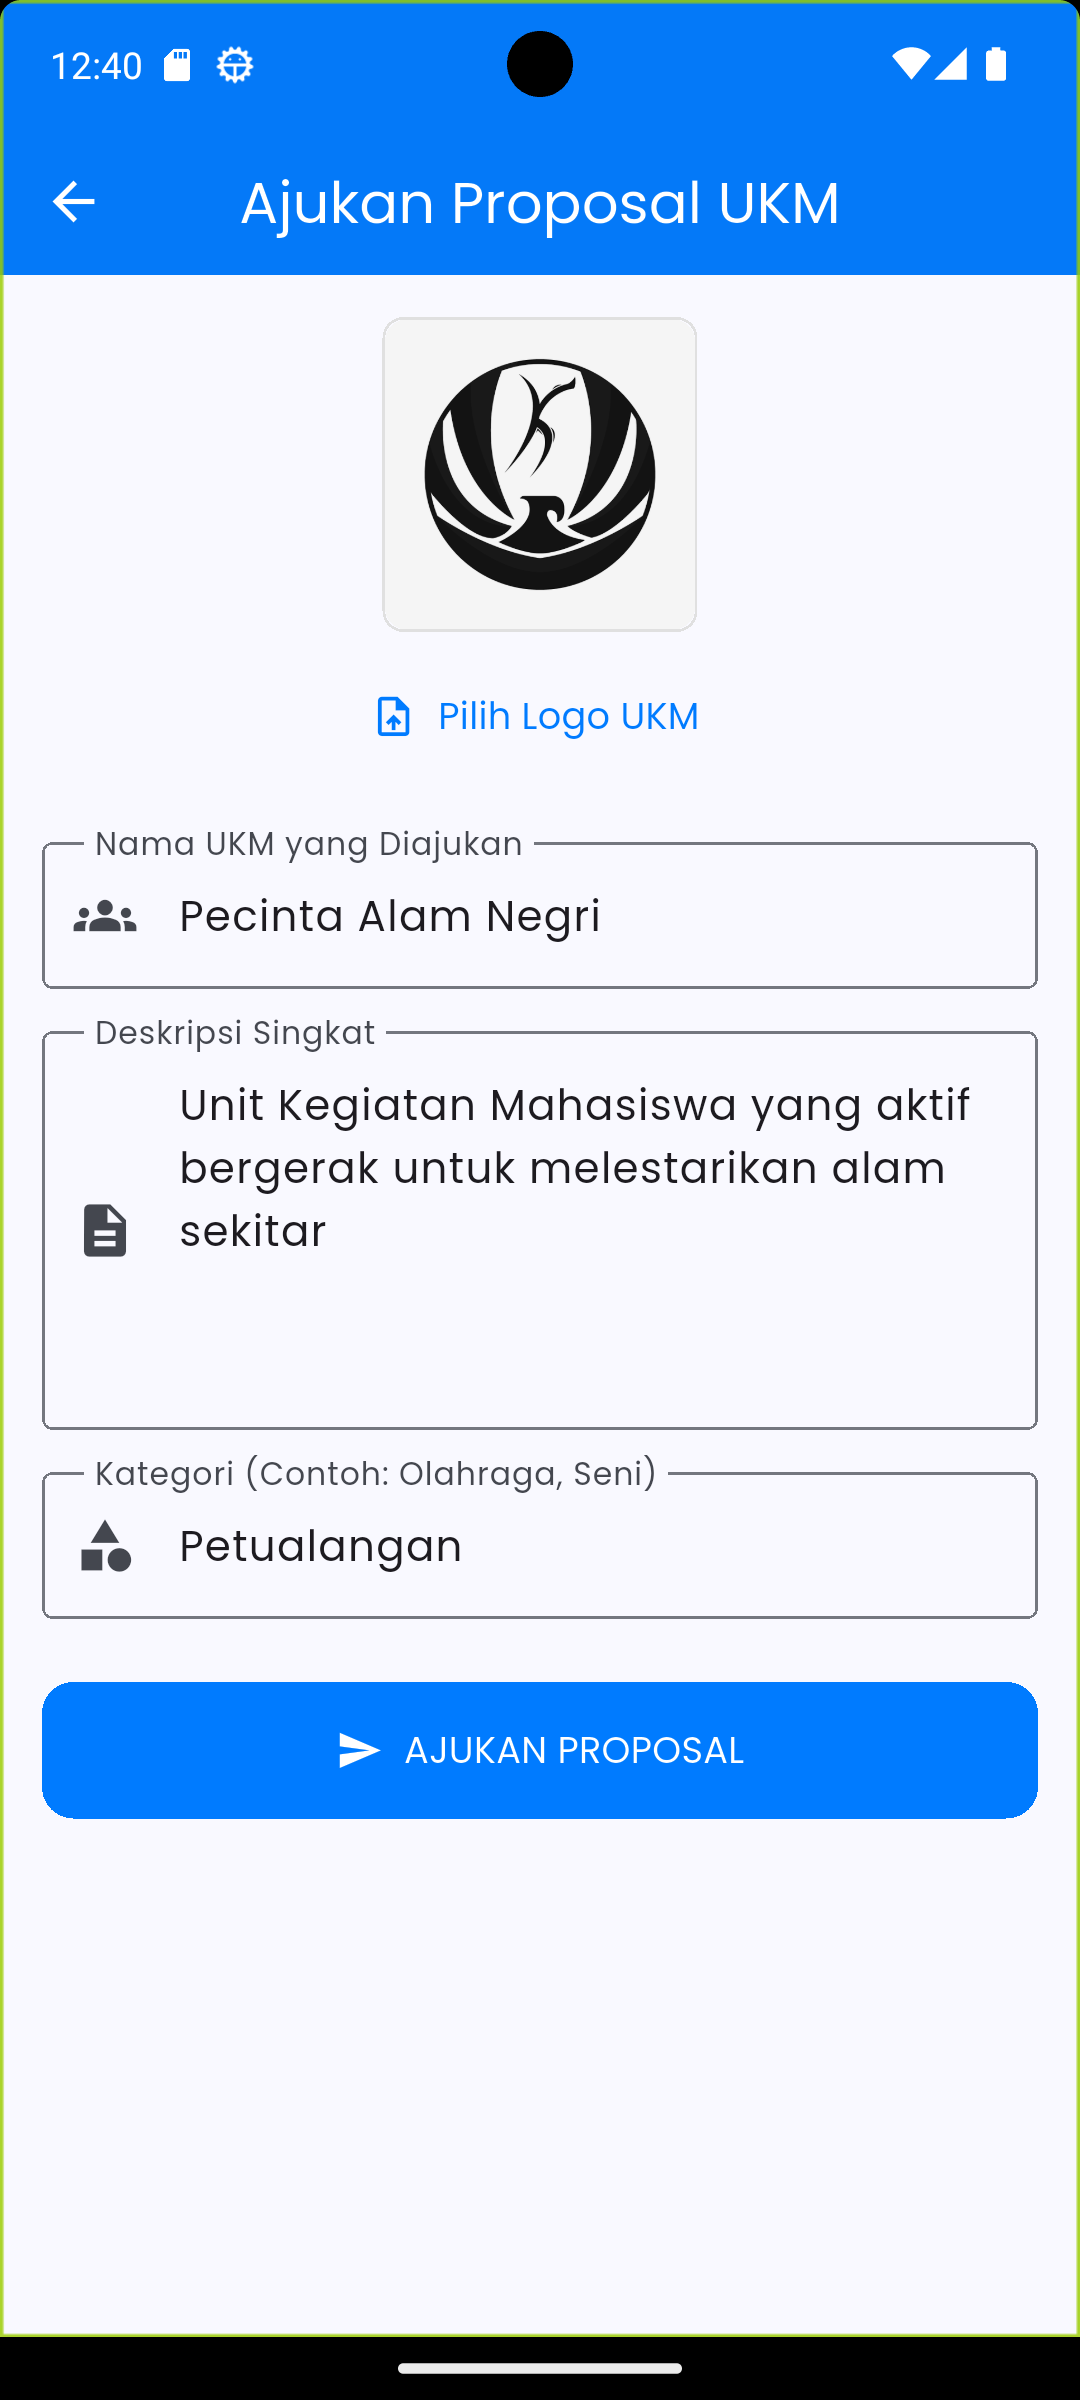 12:40
Ajukan Proposal UKM
Pilih Logo UKM
Nama UKM yang Diajukan
Pecinta Alam Negri
Deskripsi Singkat
Unit Kegiatan Mahasiswa yang aktif
bergerak untuk melestarikan alam
sekitar
Kategori (Contoh: Olahraga, Seni)
Petualangan
AJUKAN PROPOSAL